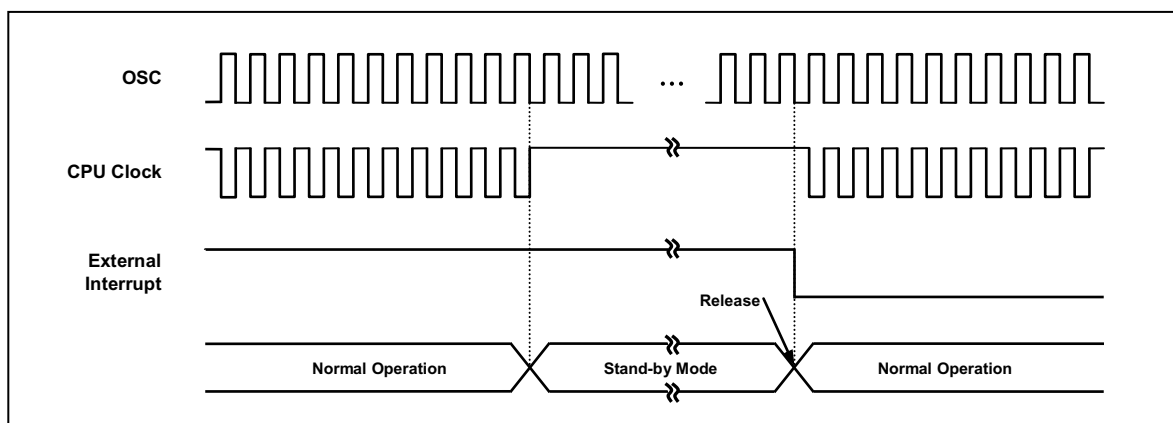 OSC
...
CPU Clock
External
Interrupt
Release
Normal Operation
Stand-by Mode
Normal Operation